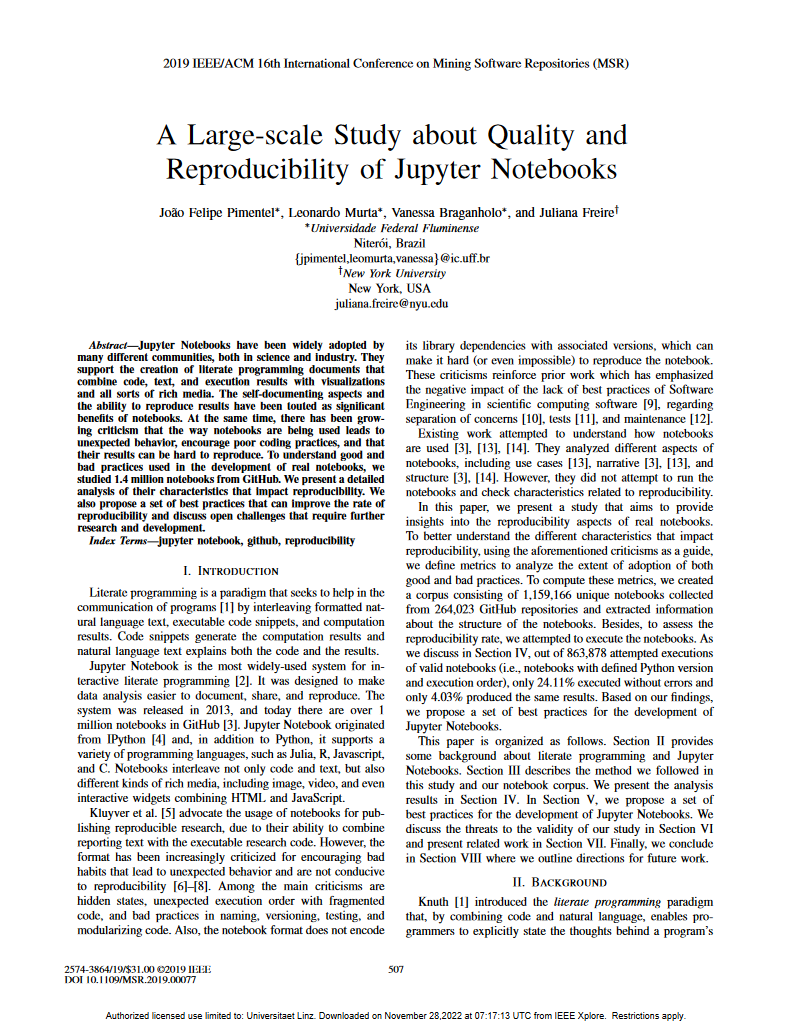 2019 IEEE/ACM 16th International Conference on Mining Software Repositories (MSR)
A Large-scale Study about Quality and
Reproducibility of Jupyter Notebooks
João Felipe Pimentel*, Leonardo Murta*, Vanessa Braganholo*, and Juliana Freire†
*Universidade Federal Fluminense
Niterói, Brazil
{jpimentel,leomurta,vanessa}@ic.uff.br
†New York University
New York, USA
juliana.freire@nyu.edu
Abstract—Jupyter Notebooks have been widely adopted by
many different communities, both in science and industry. They
support the creation of literate programming documents that
combine code, text, and execution results with visualizations
and all sorts of rich media. The self-documenting aspects and
the ability to reproduce results have been touted as significant
benefits of notebooks. At the same time, there has been grow-
ing criticism that the way notebooks are being used leads to
unexpected behavior, encourage poor coding practices, and that
their results can be hard to reproduce. To understand good and
bad practices used in the development of real notebooks, we
studied 1.4 million notebooks from GitHub. We present a detailed
analysis of their characteristics that impact reproducibility. We
also propose a set of best practices that can improve the rate of
reproducibility and discuss open challenges that require further
research and development.
Index Terms—jupyter notebook, github, reproducibility
I. INTRODUCTION
Literate programming is a paradigm that seeks to help in the
communication of programs [1] by interleaving formatted nat-
ural language text, executable code snippets, and computation
results. Code snippets generate the computation results and
natural language text explains both the code and the results.
Jupyter Notebook is the most widely-used system for in-
teractive literate programming [2]. It was designed to make
data analysis easier to document, share, and reproduce. The
system was released in 2013, and today there are over 1
million notebooks in GitHub [3]. Jupyter Notebook originated
from IPython [4] and, in addition to Python, it supports a
variety of programming languages, such as Julia, R, Javascript,
and C. Notebooks interleave not only code and text, but also
different kinds of rich media, including image, video, and even
interactive widgets combining HTML and JavaScript.
Kluyver et al. [5] advocate the usage of notebooks for pub-
lishing reproducible research, due to their ability to combine
reporting text with the executable research code. However, the
format has been increasingly criticized for encouraging bad
habits that lead to unexpected behavior and are not conducive
to reproducibility [6]–[8]. Among the main criticisms are
hidden states, unexpected execution order with fragmented
code, and bad practices in naming, versioning, testing, and
modularizing code. Also, the notebook format does not encode
its library dependencies with associated versions, which can
make it hard (or even impossible) to reproduce the notebook.
These criticisms reinforce prior work which has emphasized
the negative impact of the lack of best practices of Software
Engineering in scientific computing software [9], regarding
separation of concerns [10], tests [11], and maintenance [12].
Existing work attempted to understand how notebooks
are used [3], [13], [14]. They analyzed different aspects of
notebooks, including use cases [13], narrative [3], [13], and
structure [3], [14]. However, they did not attempt to run the
notebooks and check characteristics related to reproducibility.
In this paper, we present a study that aims to provide
insights into the reproducibility aspects of real notebooks.
To better understand the different characteristics that impact
reproducibility, using the aforementioned criticisms as a guide,
we define metrics to analyze the extent of adoption of both
good and bad practices. To compute these metrics, we created
a corpus consisting of 1,159,166 unique notebooks collected
from 264,023 GitHub repositories and extracted information
about the structure of the notebooks. Besides, to assess the
reproducibility rate, we attempted to execute the notebooks. As
we discuss in Section IV, out of 863,878 attempted executions
of valid notebooks (i.e., notebooks with defined Python version
and execution order), only 24.11% executed without errors and
only 4.03% produced the same results. Based on our findings,
we propose a set of best practices for the development of
Jupyter Notebooks.
This paper is organized as follows. Section II provides
some background about literate programming and Jupyter
Notebooks. Section III describes the method we followed in
this study and our notebook corpus. We present the analysis
results in Section IV. In Section V, we propose a set of
best practices for the development of Jupyter Notebooks. We
discuss the threats to the validity of our study in Section VI
and present related work in Section VII. Finally, we conclude
in Section VIII where we outline directions for future work.
II. BACKGROUND
Knuth [1] introduced the literate programming paradigm
that, by combining code and natural language, enables pro-
grammers to explicitly state the thoughts behind a program's
2574-3864/19/$31.00 ©2019 IEEE
DOI 10.1109/MSR.2019.00077
507
Authorized licensed use limited to: Universitaet Linz. Downloaded on November 28,2022 at 07:17:13 UTC from IEEE Xplore. Restrictions apply.